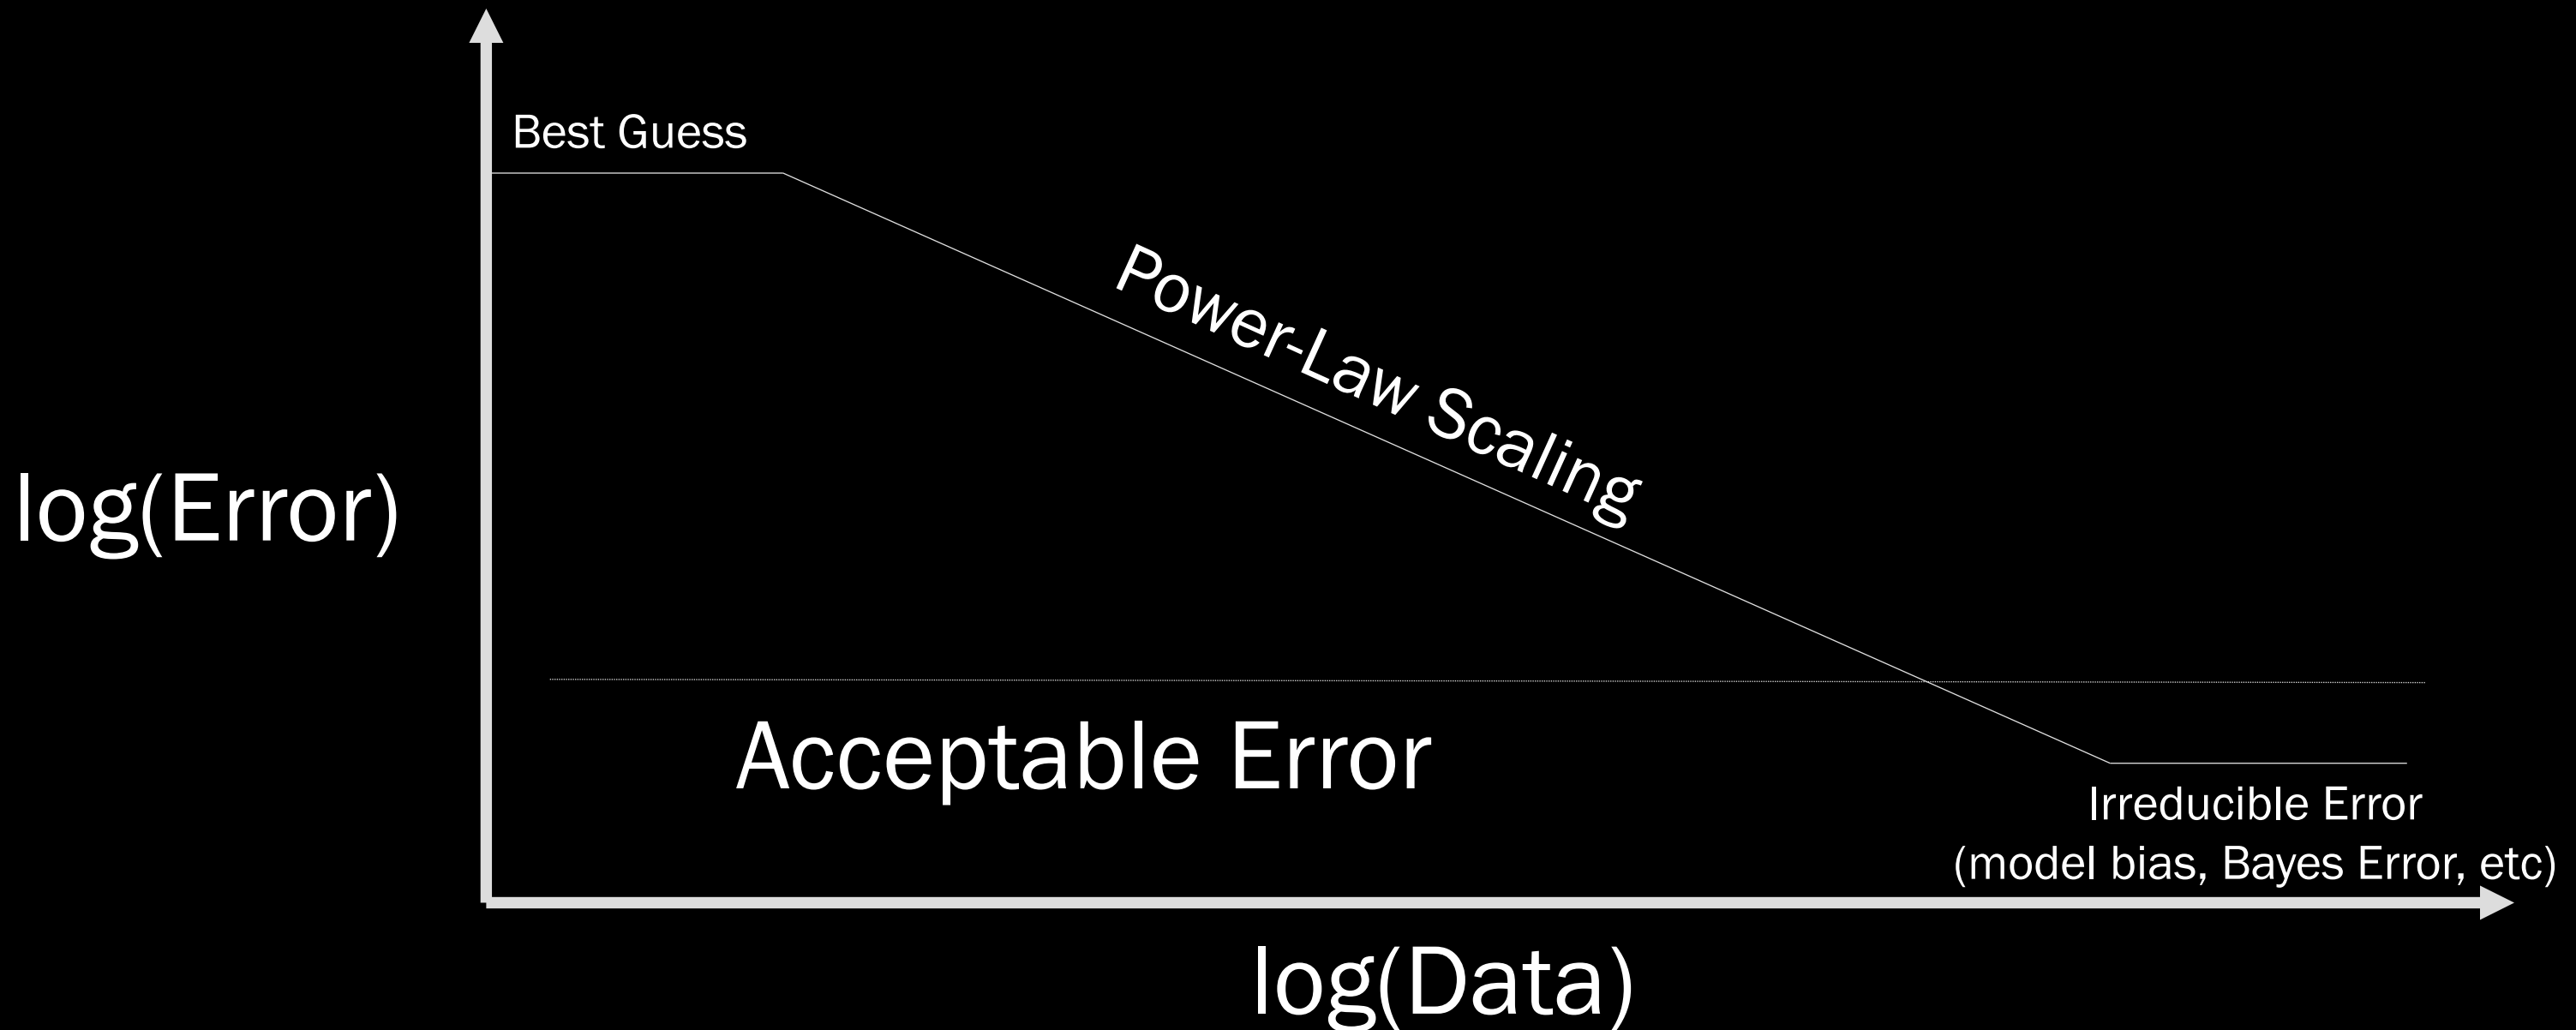 Best Guess
Power-Law Scaling
log(Error)
Acceptable Error
Irreducible Error
(model bias, Bayes Error, etc)
log(Data)